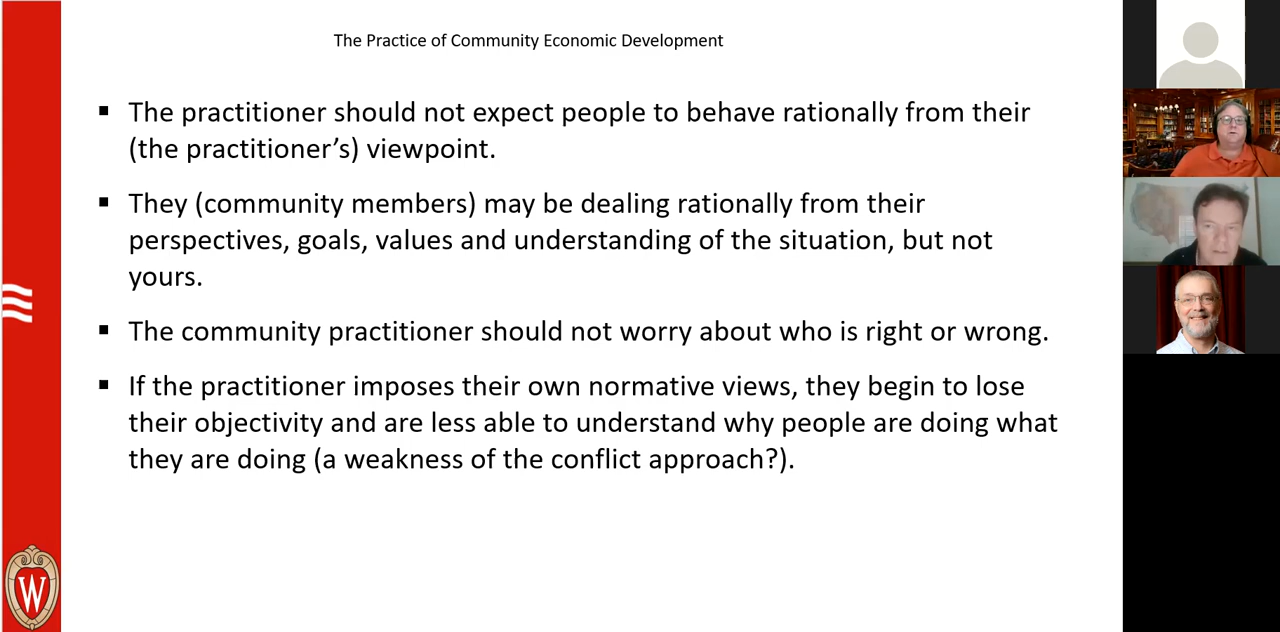 The Practice of Community Economic Development
▪ The practitioner should not expect people to behave rationally from their
(the practitioner’s) viewpoint.
▪ They (community members) may be dealing rationally from their
perspectives, goals, values and understanding of the situation, but not
yours.
▪ The community practitioner should not worry about who is right or wrong.
▪ If the practitioner imposes their own normative views, they begin to lose
their objectivity and are less able to understand why people are doing what
they are doing (a weakness of the conflict approach?).
W